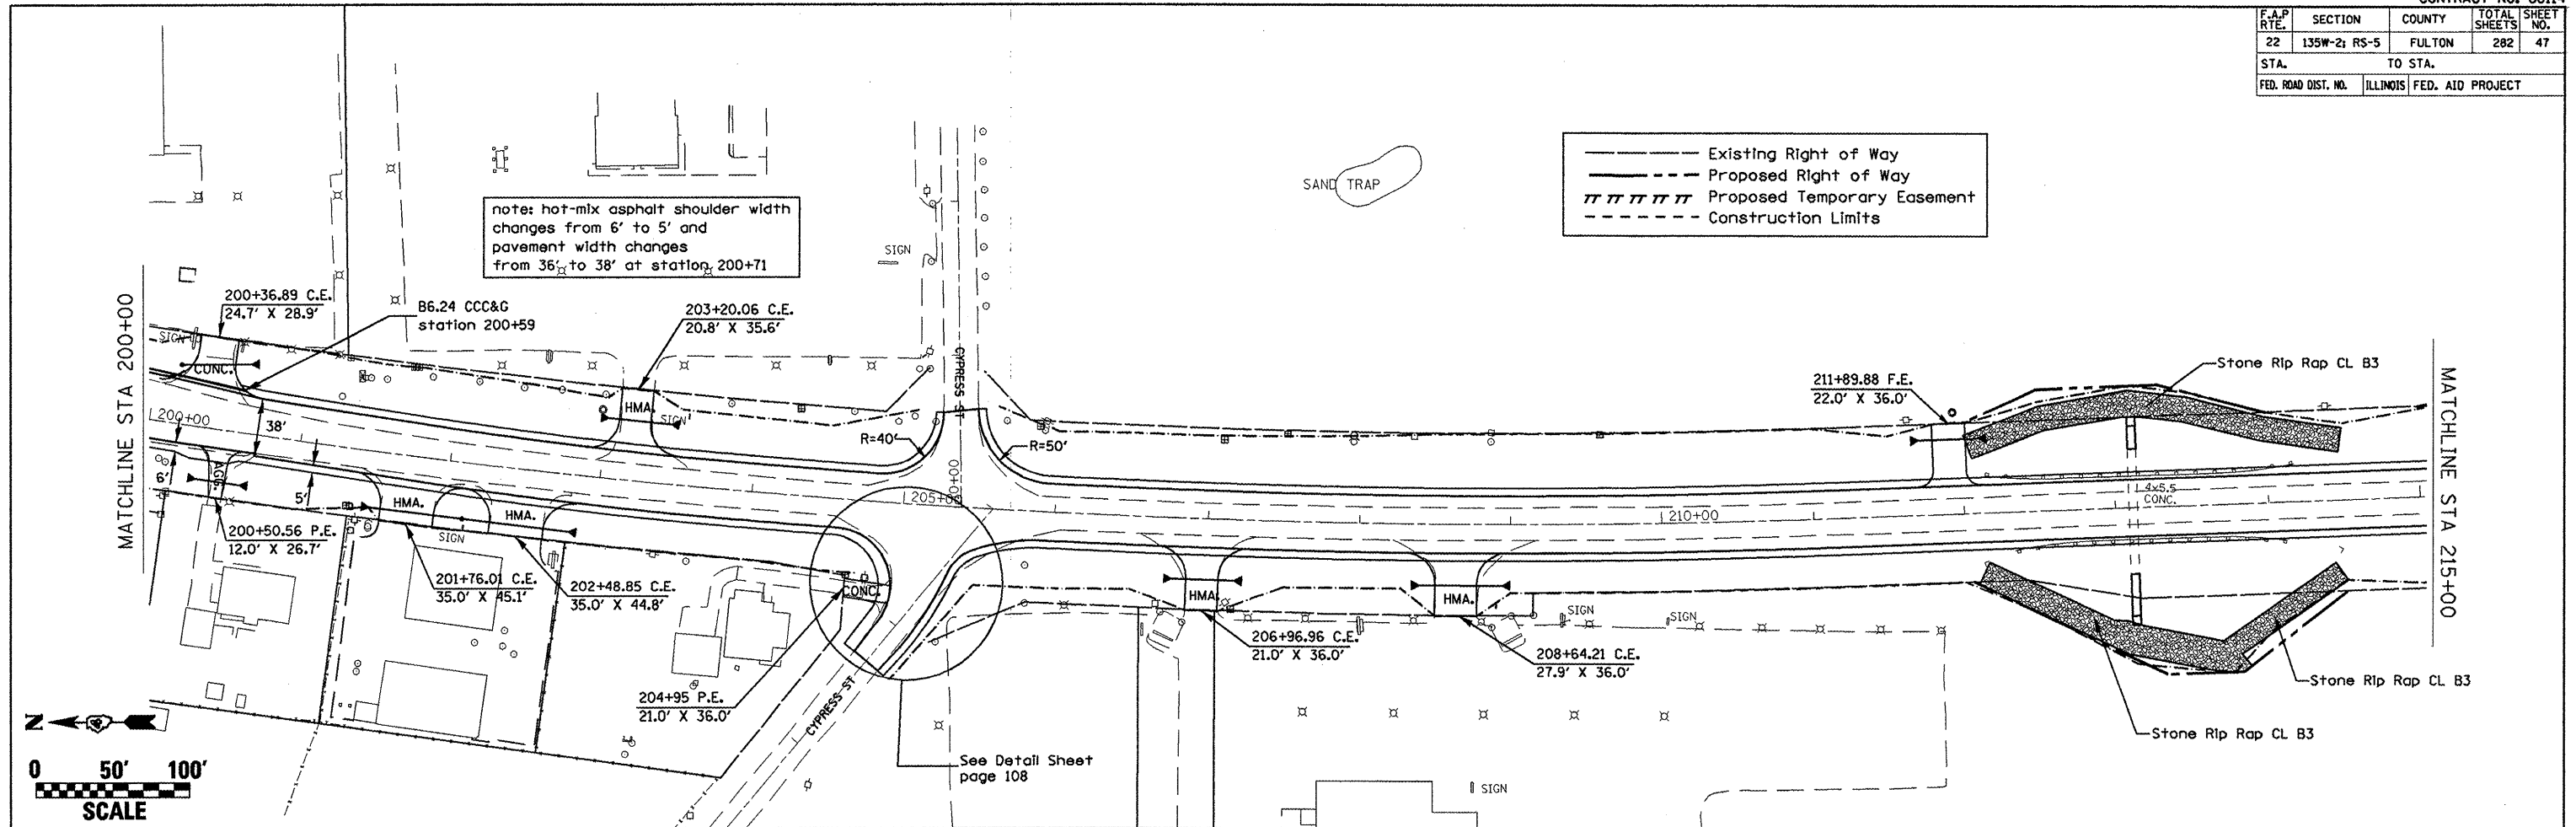 F.A.P RTE.
SECTION
COUNTY
TOTAL SHEETS
SHEET NO.
22
135W-2; RS-5
FULTON
282
47
STA.
TO STA.
FED. ROAD DIST. NO.
ILLINOIS
FED. AID PROJECT
Existing Right of Way
Proposed Right of Way
Proposed Temporary Easement
Construction Limits
SAND TRAP
note: hot-mix asphalt shoulder width
changes from 6' to 5' and
pavement width changes
from 36' to 38' at station 200+71
SIGN
MATCHLINE STA 200+00
200+36.89 C.E.
24.7' X 28.9'
B6.24 CCC&G
station 200+59
203+20.06 C.E.
20.8' X 35.6'
SIGN
CONC.
HMA.
SIGN
CYPRESS ST
R=40'
R=50'
211+89.88 F.E.
22.0' X 36.0'
Stone Rip Rap CL B3
MATCHLINE STA 215+00
200+00
38'
6'
AGG.
5'
HMA.
HMA.
SIGN
205+00
00+00
210+00
4x5.5
CONC.
200+50.56 P.E.
12.0' X 26.7'
201+76.01 C.E.
35.0' X 45.1'
202+48.85 C.E.
35.0' X 44.8'
CONC.
204+95 P.E.
21.0' X 36.0'
CYPRESS ST
HMA.
206+96.96 C.E.
21.0' X 36.0'
HMA.
208+64.21 C.E.
27.9' X 36.0'
SIGN
SIGN
Stone Rip Rap CL B3
Stone Rip Rap CL B3
See Detail Sheet
page 108
SIGN
N
0 50' 100'
SCALE